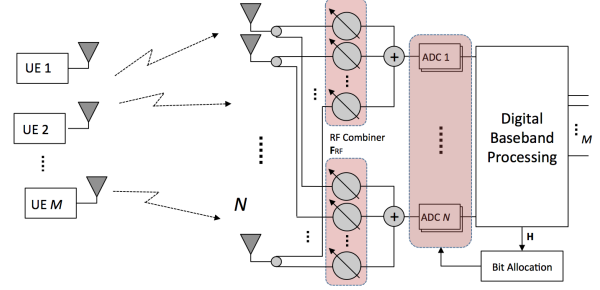 UE 1
UE 2
UE M
N
RF Combiner
FRF
ADC 1
ADC N
Digital
Baseband
Processing
M
H
Bit Allocation